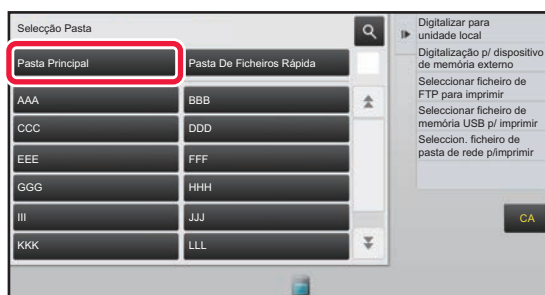 Selecção Pasta
Pasta Principal
Pasta De Ficheiros Rápida
AAA
BBB
CCC
DDD
EEE
FFF
GGG
HHH
III
JJJ
KKK
LLL
Digitalizar para
unidade local
Digitalização p/ dispositivo
de memória externo
Seleccionar ficheiro de
FTP para imprimir
Seleccionar ficheiro de
memória USB p/ imprimir
Seleccion. ficheiro de
pasta de rede p/imprimir
CA